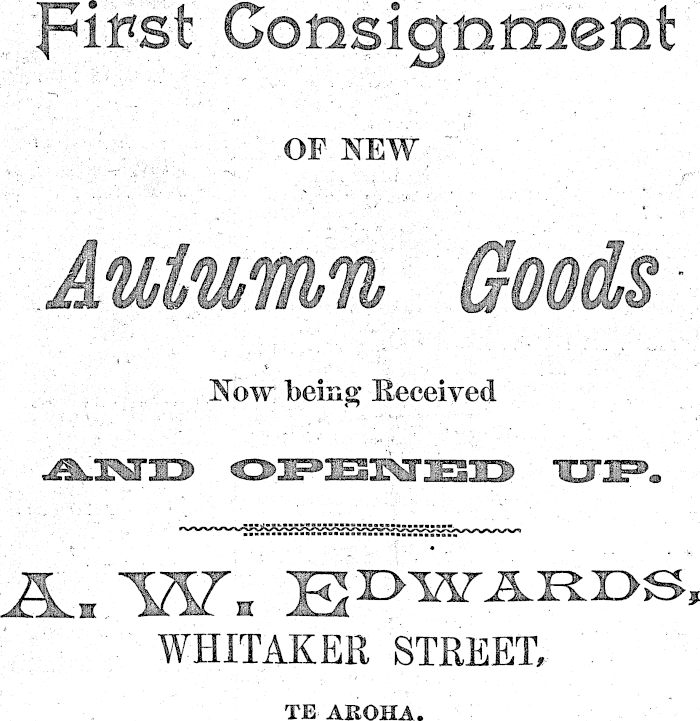 First Consignment
OF NEW
Autumn Goods
Now being Received
AND OPENED UP.
A. W. EDWARDS,
WHITAKER STREET,
TE AROHA.